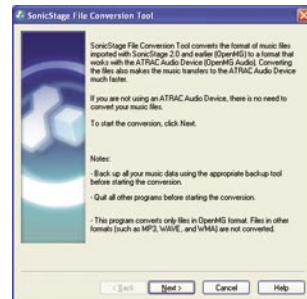 SonicStage File Conversion Tool
SonicStage File Conversion Tool converts the format of music files
imported with SonicStage 2.0 and earlier (OpenMG) to a format that
works with the ATRAC Audio Device (OpenMG Audio). Converting
the files also makes the music transfers to the ATRAC Audio Device
much faster.
If you are not using an ATRAC Audio Device, there is no need to
convert your music files.
To start the conversion, click Next.
Notes:
- Back up all your music data using the appropriate backup tool
before starting the conversion.
- Quit all other programs before starting the conversion.
- This program converts only files in OpenMG format. Files in other
formats (such as MP3, WAVE, and WMA) are not converted.
< Back
Next >
Cancel
Help